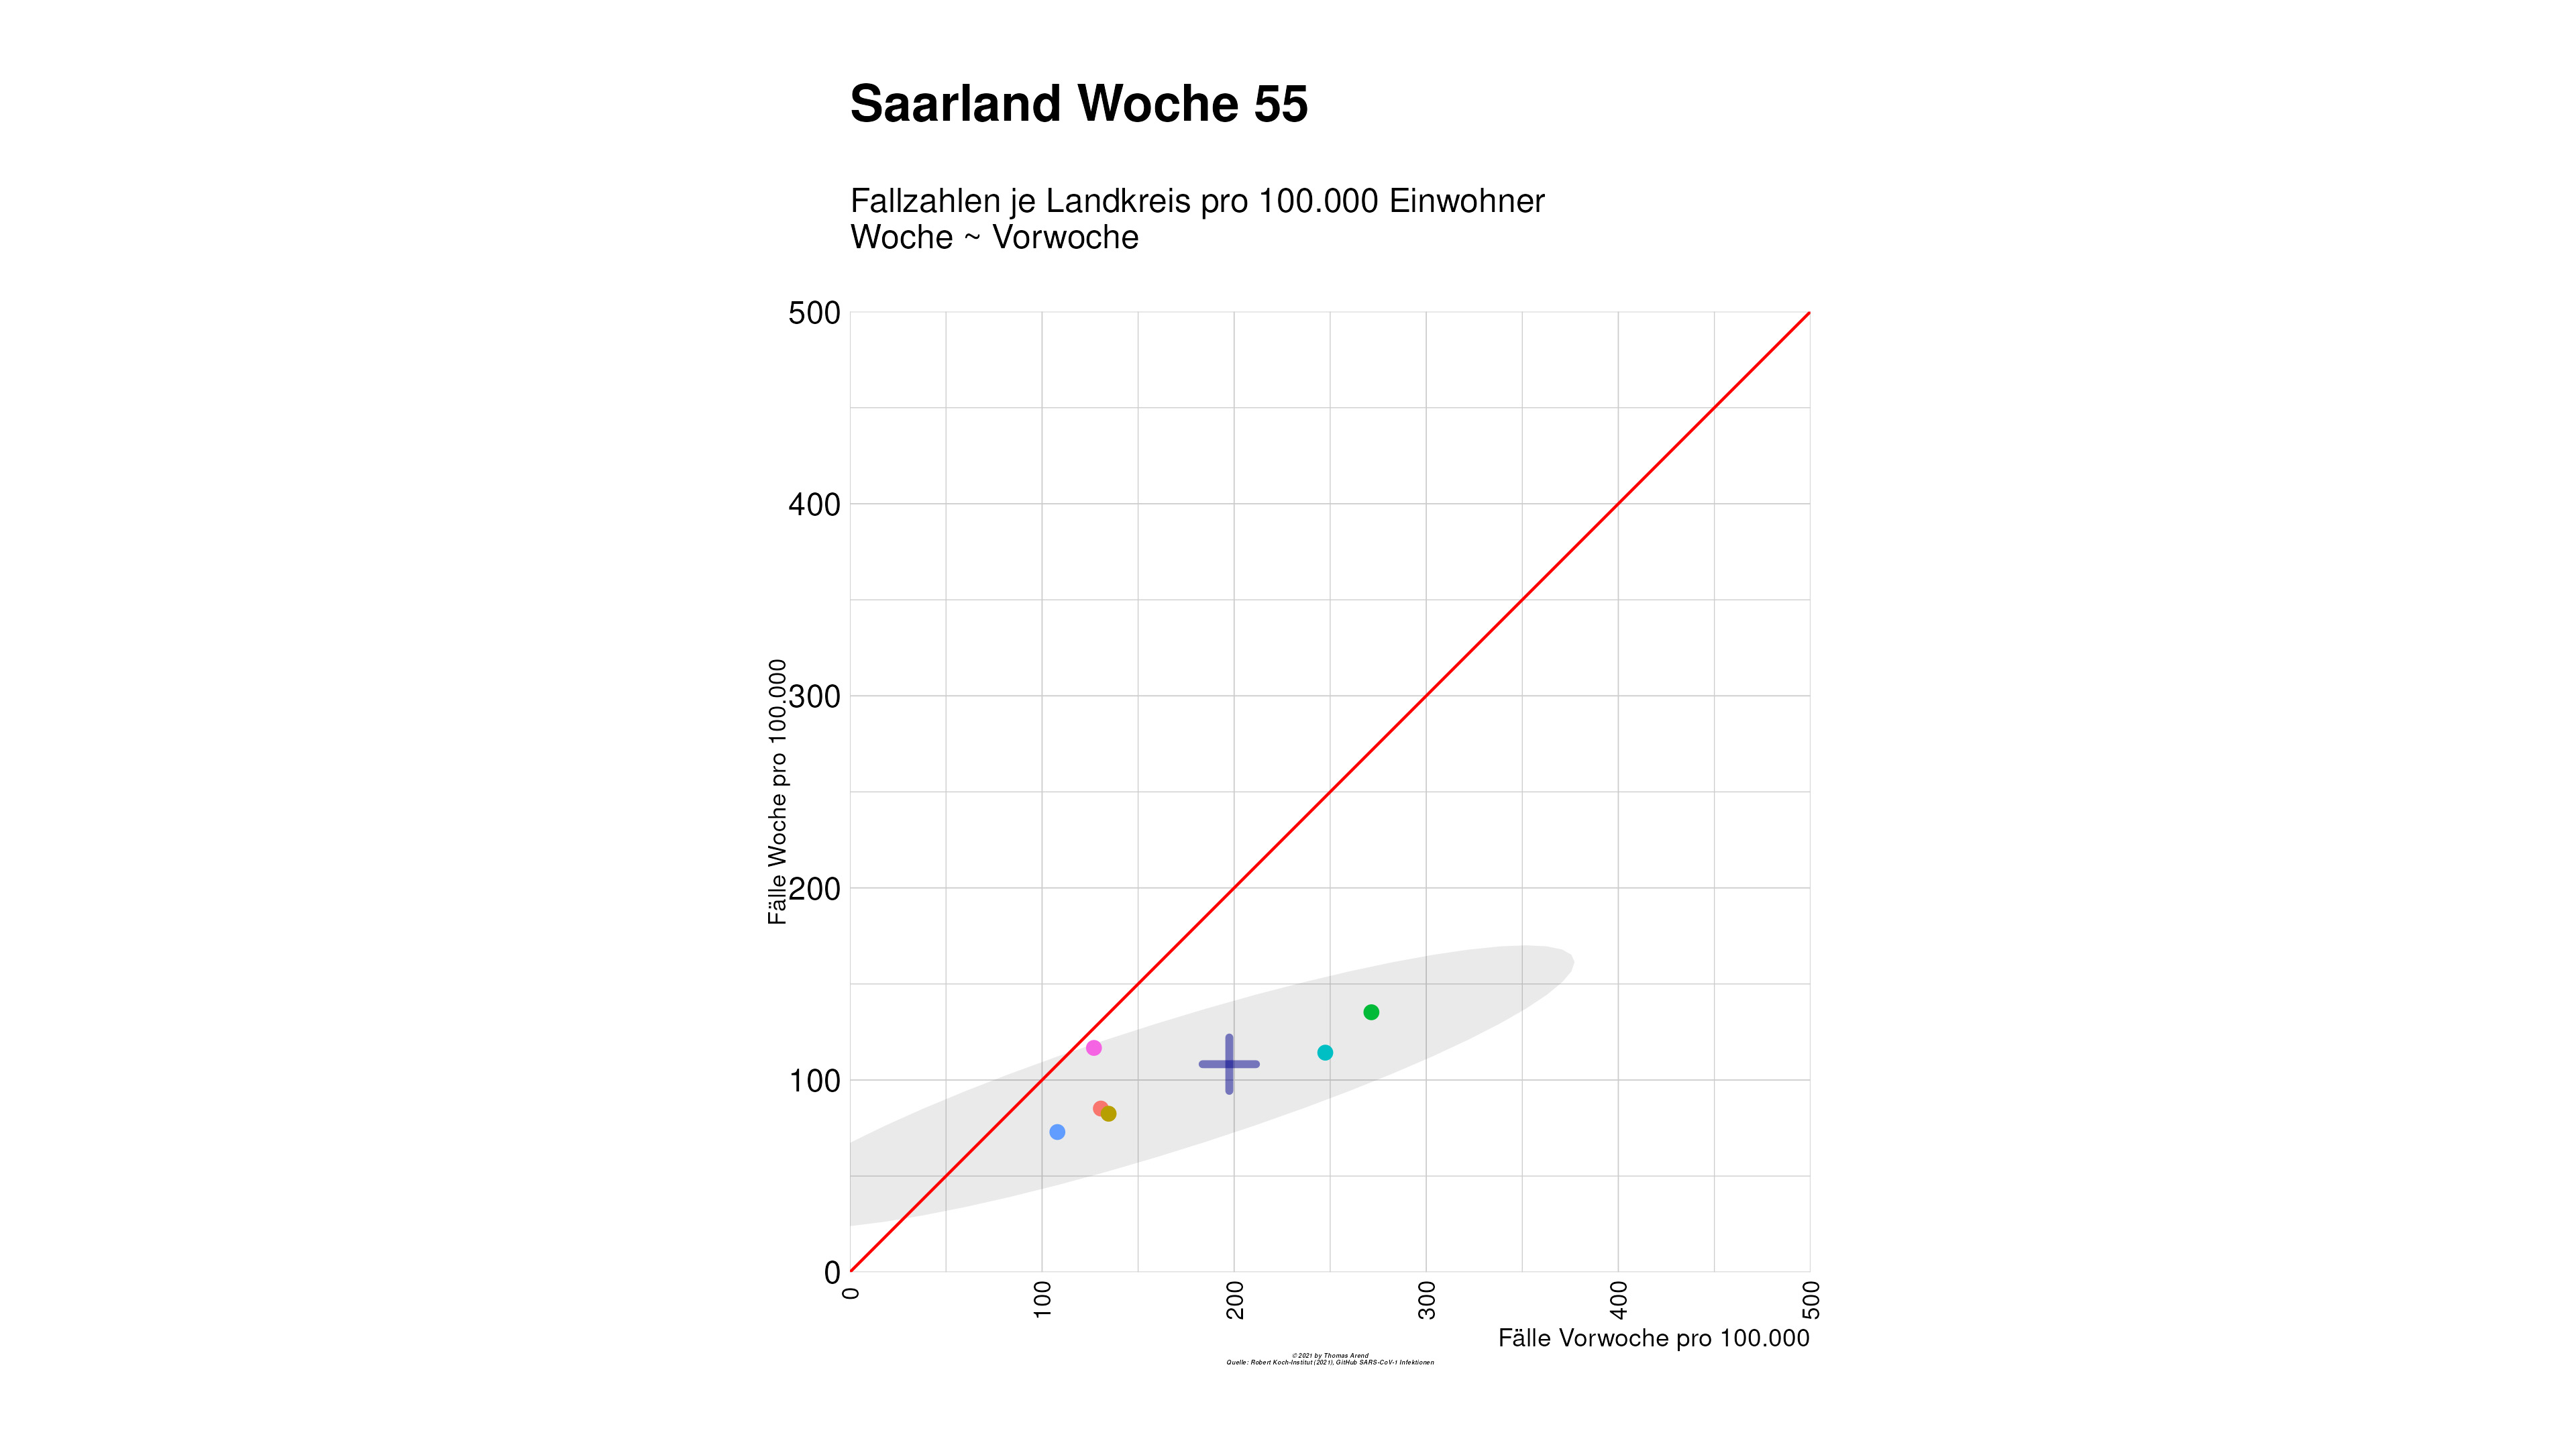 Saarland Woche 55
Fallzahlen je Landkreis pro 100.000 Einwohner
Woche ~ Vorwoche
500
400
300
200
100
0
Fälle Woche pro 100.000
0
100
200
300
400
500
Fälle Vorwoche pro 100.000
© 2021 by Thomas Arend
Quelle: Robert Koch-Institut (2021), GitHub SARS-CoV-1 Infektionen